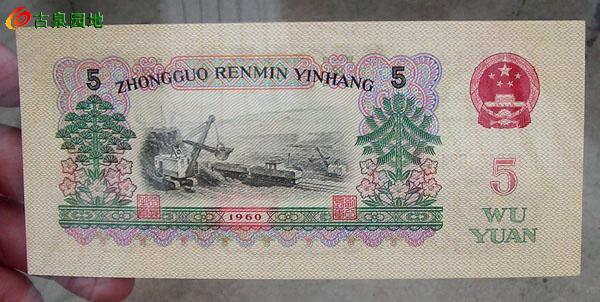 古泉园地
5 ZHONGGUO RENMIN YINHANG 5
1960
5
WU
YUAN